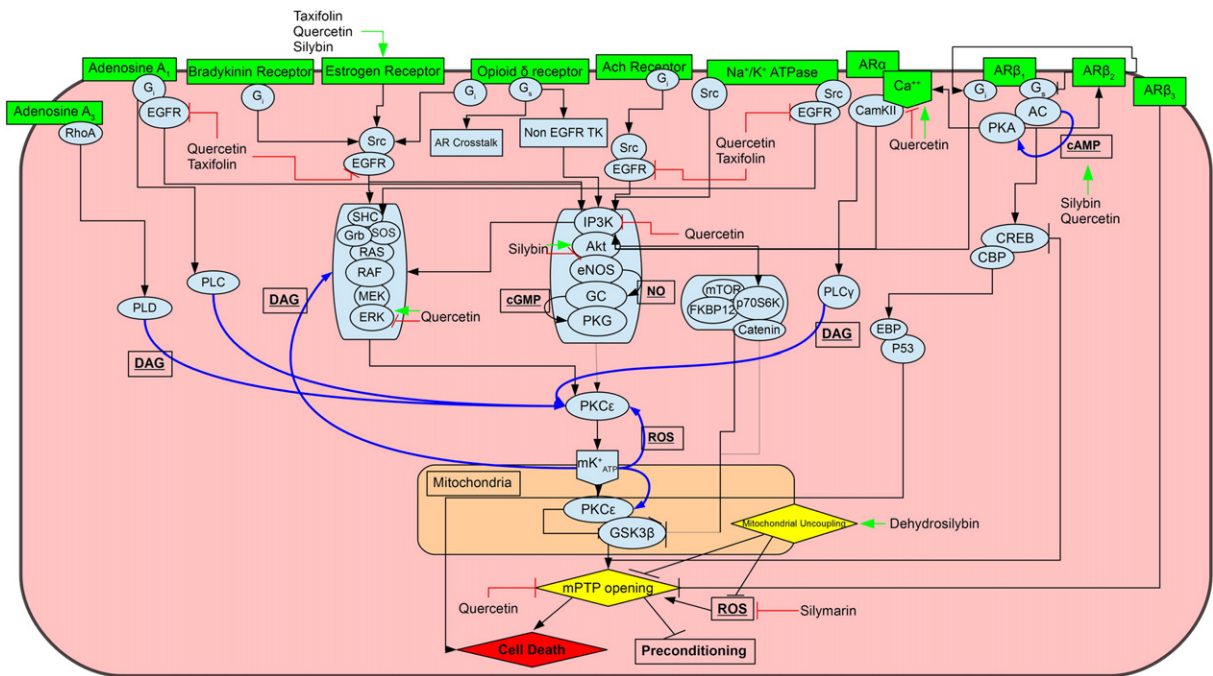 Taxifolin
Quercetin
Silybin
Adenosine A1
Bradykinin Receptor
Estrogen Receptor
Opioid δ receptor
Ach Receptor
Na+/K+ ATPase
ARα
Ca++
ARβ1
ARβ2
ARβ3
Adenosine A3
RhoA
Gi
EGFR
Gi
Gi
Gs
Gi
Src
Src
EGFR
CamKII
Gi
Gs
AC
PKA
cAMP
Quercetin
Taxifolin
Src
EGFR
AR Crosstalk
Non EGFR TK
Src
EGFR
Quercetin
Taxifolin
Quercetin
Silybin
Quercetin
SHC
Grb
SOS
RAS
RAF
MEK
ERK
Quercetin
IP3K
Akt
eNOS
GC
PKG
Silybin
Quercetin
cGMP
NO
mTOR
p70S6K
FKBP12
Catenin
PLCγ
DAG
CREB
CBP
EBP
P53
PLD
PLC
DAG
DAG
PKCε
ROS
mK+ATP
Mitochondria
PKCε
GSK3β
Mitochondrial Uncoupling
Dehydrosilybin
mPTP opening
Quercetin
ROS
Silymarin
Cell Death
Preconditioning